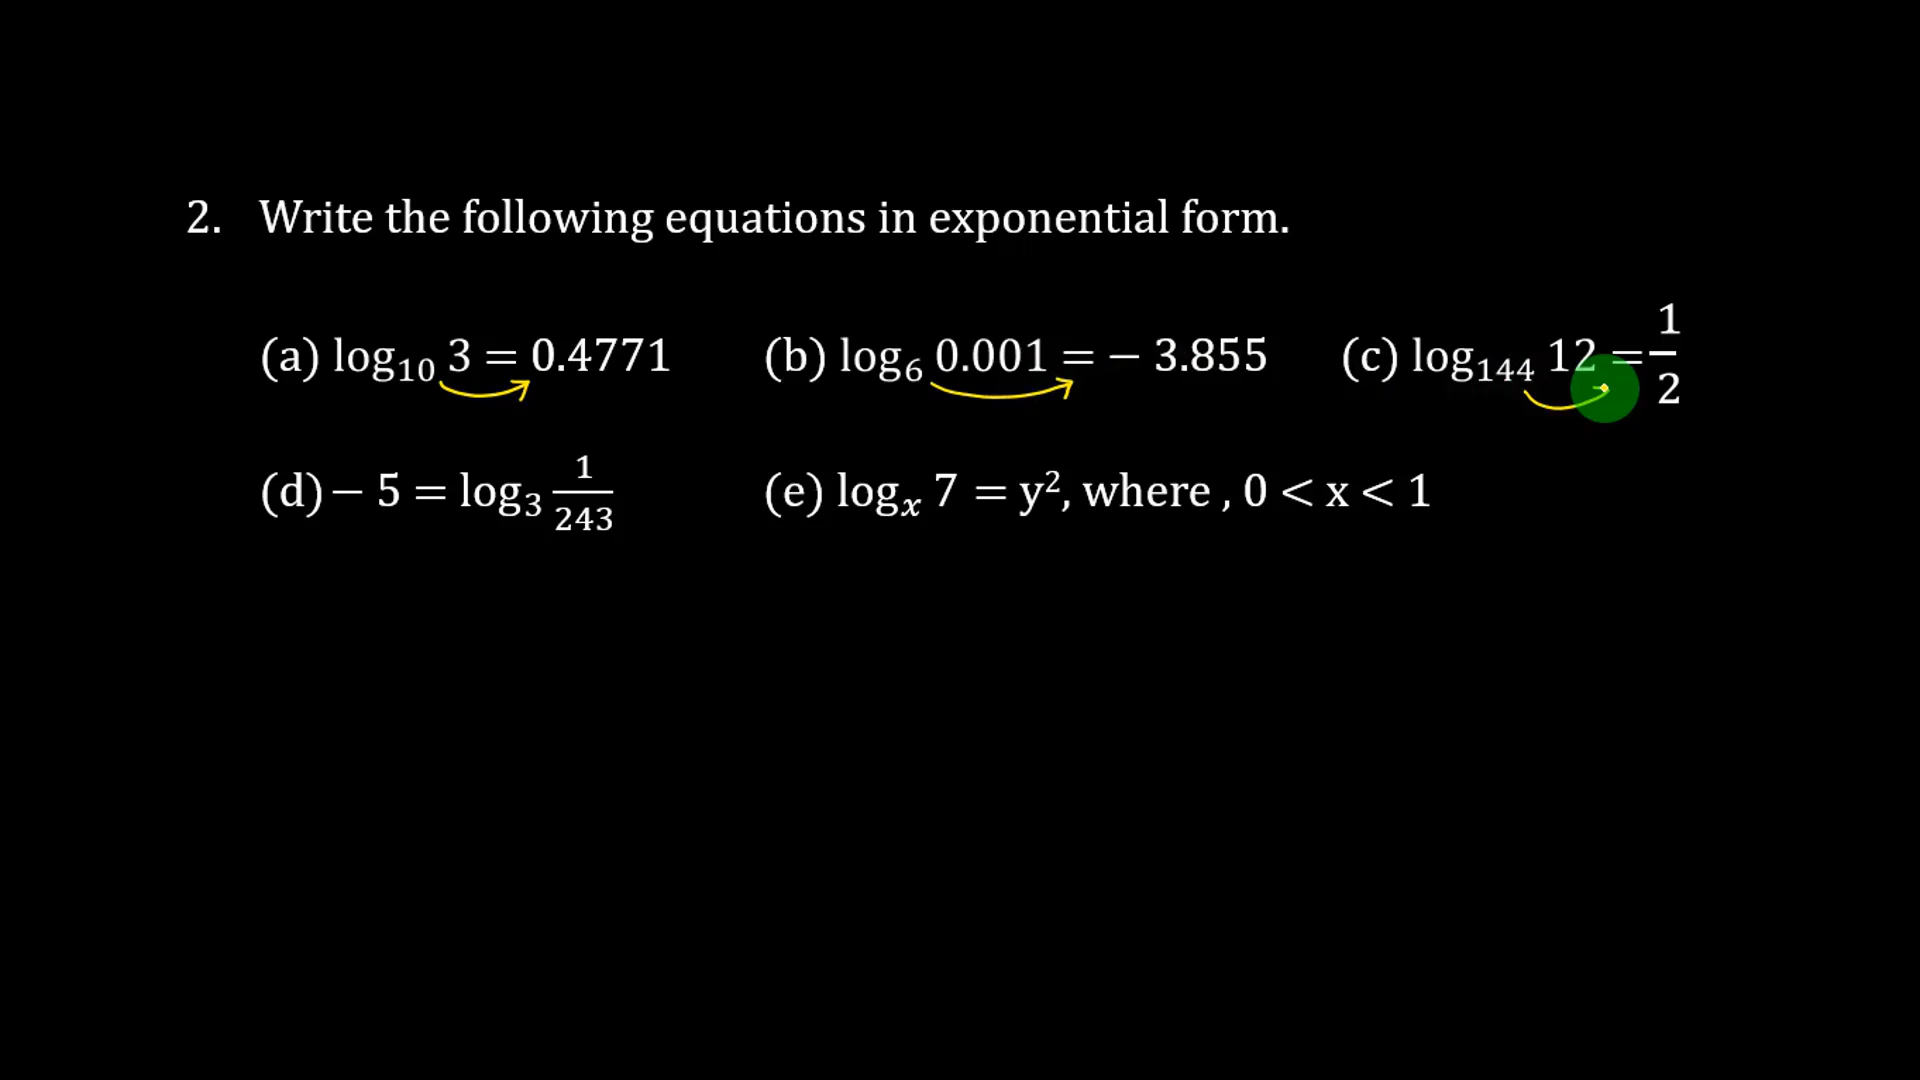 2. Write the following equations in exponential form.
(a) log₁₀ 3 = 0.4771 (b) log₆ 0.001 = − 3.855 (c) log₁₄₄ 12 = 1/2
(d) − 5 = log₃ 1/243 (e) logₓ 7 = y², where , 0 < x < 1